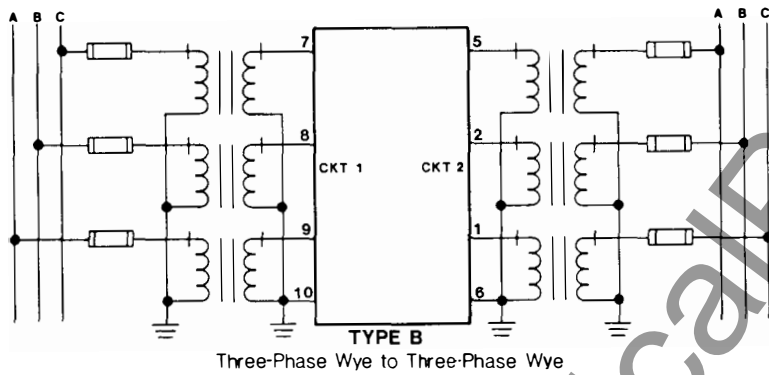 A B C A B C
7 5
8 2
CKT 1 CKT 2
9 1
10 6
TYPE B
Three-Phase Wye to Three-Phase Wye